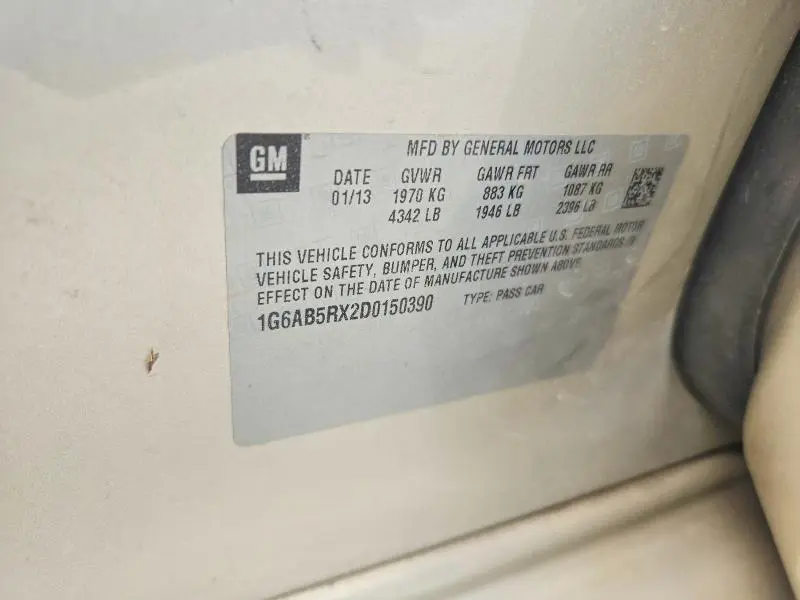 GM
MFD BY GENERAL MOTORS LLC
DATE GVWR GAWR FRT GAWR RR
01/13 1970 KG 883 KG 1087 KG
4342 LB 1946 LB 2396 LB
THIS VEHICLE CONFORMS TO ALL APPLICABLE U.S. FEDERAL MOTOR
VEHICLE SAFETY, BUMPER, AND THEFT PREVENTION STANDARDS IN
EFFECT ON THE DATE OF MANUFACTURE SHOWN ABOVE.
1G6AB5RX2D0150390 TYPE: PASS CAR